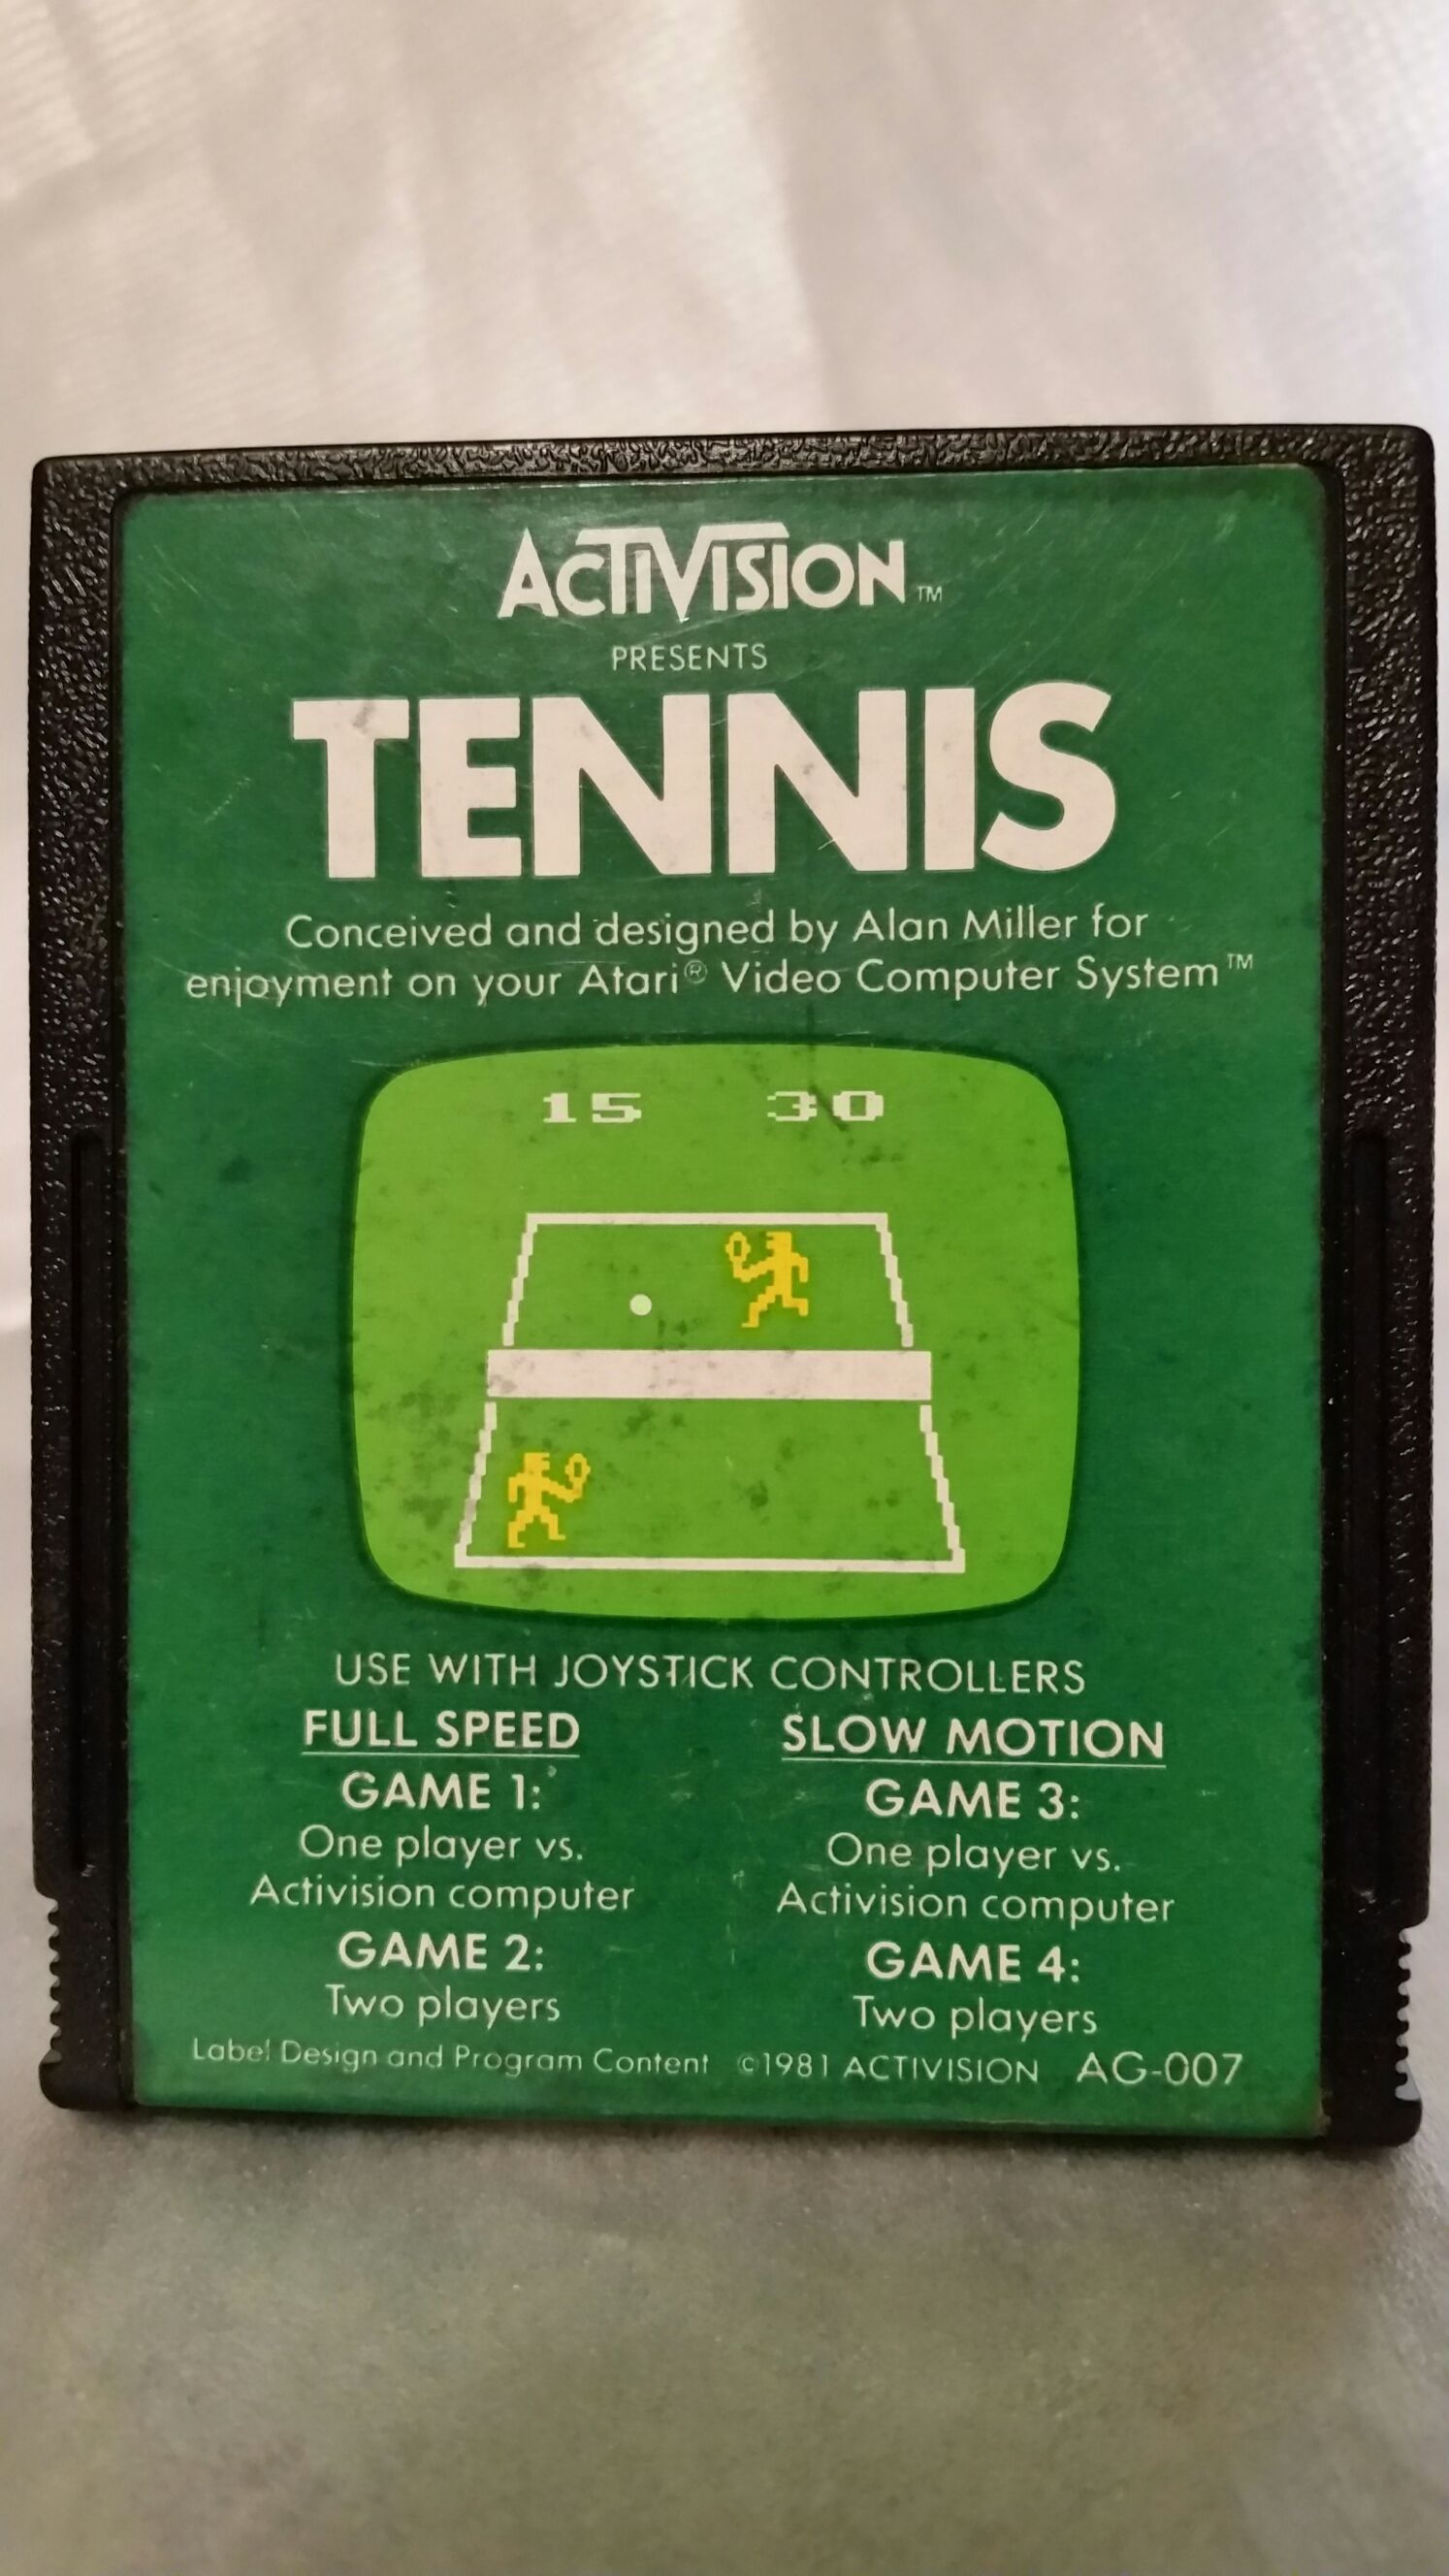 ACTIVISION™
PRESENTS
TENNIS
Conceived and designed by Alan Miller for
enjoyment on your Atari® Video Computer System™
15 30
USE WITH JOYSTICK CONTROLLERS
FULL SPEED
GAME 1:
One player vs.
Activision computer
GAME 2:
Two players
SLOW MOTION
GAME 3:
One player vs.
Activision computer
GAME 4:
Two players
Label Design and Program Content ©1981 ACTIVISION AG-007